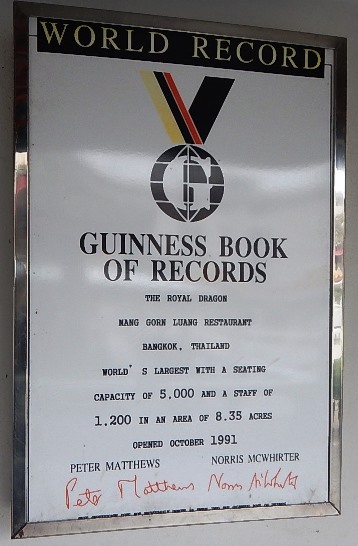 WORLD RECORD
GUINNESS BOOK
OF RECORDS
THE ROYAL DRAGON
MANG GORN LUANG RESTAURANT
BANGKOK, THAILAND
WORLD'S LARGEST WITH A SEATING
CAPACITY OF 5,000 AND A STAFF OF
1,200 IN AN AREA OF 8.35 ACRES
OPENED OCTOBER 1991
PETER MATTHEWS NORRIS MCWHIRTER
Peter Matthews Norris McWhirter